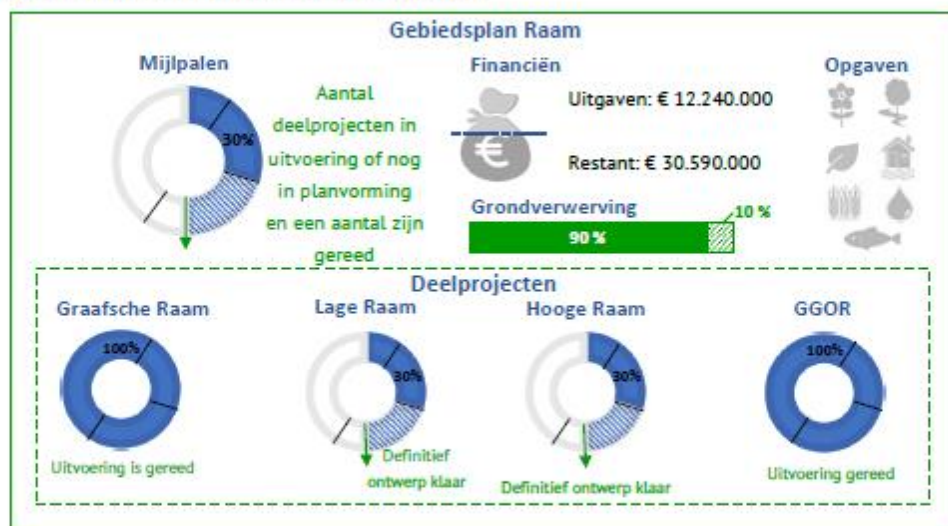 Gebiedsplan Raam
Mijlpalen
30%
Aantal
deelprojecten in
uitvoering of nog
in planvorming
en een aantal zijn
gereed
Financiën
Uitgaven: € 12.240.000
€
Restant: € 30.590.000
Grondverwerving
10 %
90 %
Opgaven
Deelprojecten
Graafsche Raam
100%
Uitvoering is gereed
Lage Raam
30%
Definitief
ontwerp klaar
Hooge Raam
30%
Definitief ontwerp klaar
GGOR
100%
Uitvoering gereed